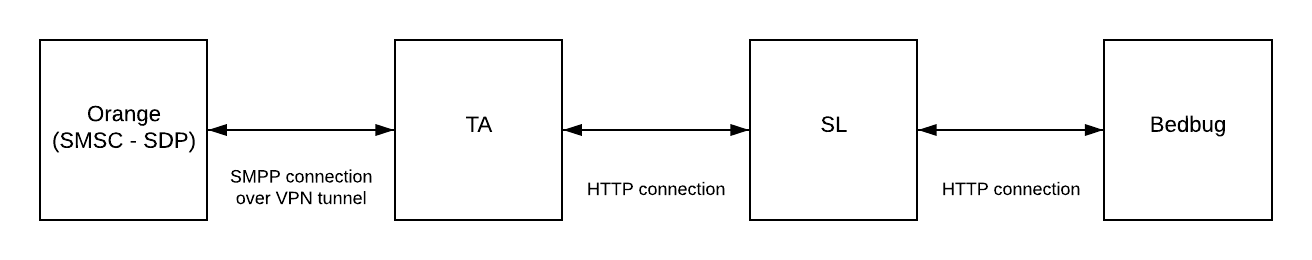 Orange
(SMSC - SDP)
SMPP connection
over VPN tunnel
TA
HTTP connection
SL
HTTP connection
Bedbug